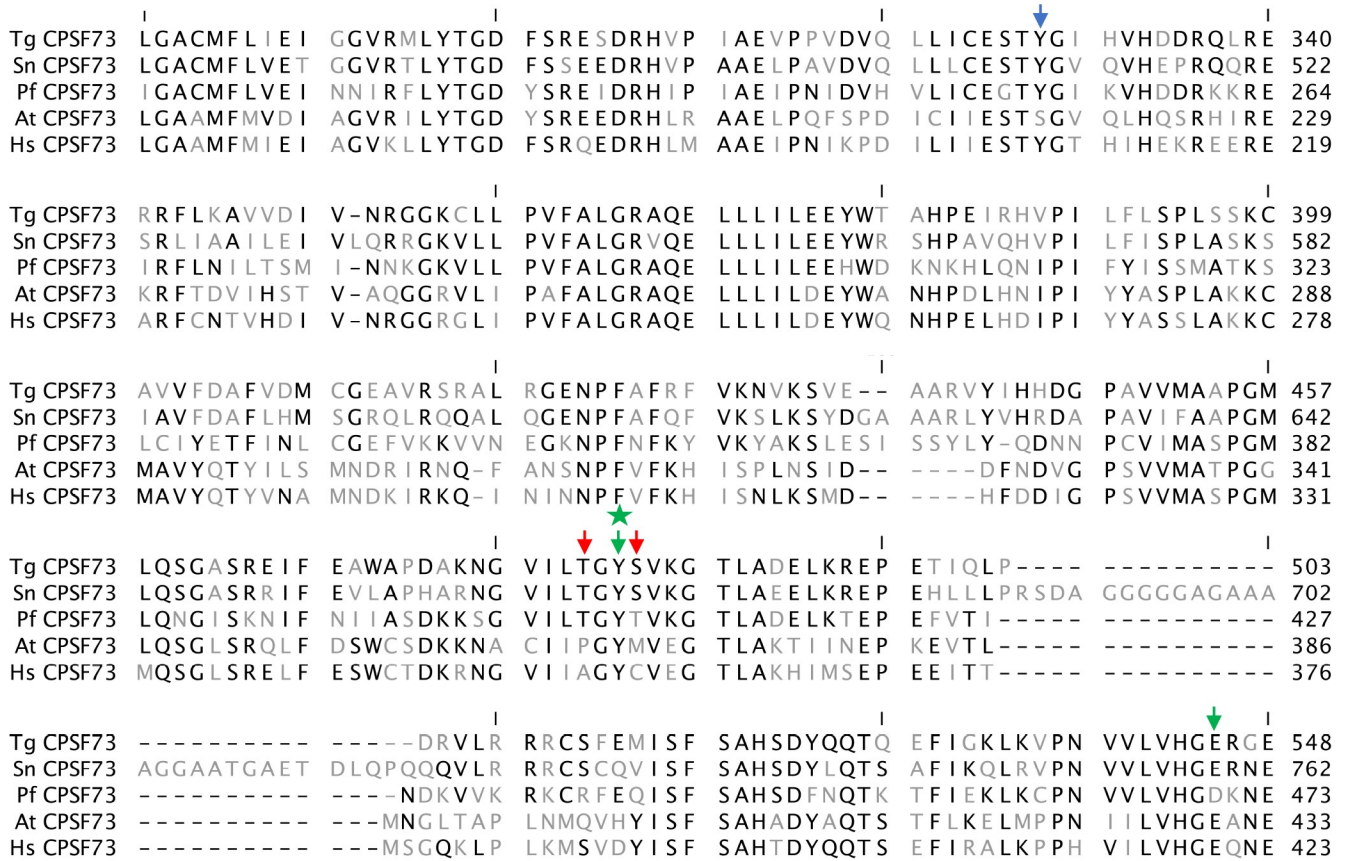 Tg CPSF73 LGACMFLIEI GGVRMLYTGD FSRESDRHVP IAEVPPVDVQ LLICESTYGI HVHDDRQLRE 340
Sn CPSF73 LGACMFLVET GGVRTLYTGD FSSEEDRHVP AAELPAVDVQ LLLCESTYGV QVHEPRQQRE 522
Pf CPSF73 IGACMFLVEI NNIRFLYTGD YSREIDRHIP IAEIPNIDVH VLICEGTYGI KVHDDRKKRE 264
At CPSF73 LGAAMFMVDI AGVRILYTGD YSREEDRHLR AAELPQFSPD ICIIESTSGV QLHQSRHIRE 229
Hs CPSF73 LGAAMFMIEI AGVKLLYTGD FSRQEDRHLM AAEIPNIKPD ILIIESTYGT HIHEKREERE 219
Tg CPSF73 RRFLKAVVDI V-NRGGKCLL PVFALGRAQE LLLILEEYWT AHPEIRHVPI LFLSPLSSKC 399
Sn CPSF73 SRLIAAILEI VLQRRGKVLL PVFALGRVQE LLLILEEYWR SHPAVQHVPI LFISPLASKS 582
Pf CPSF73 IRFLNILTSM I-NNKGKVLL PVFALGRAQE LLLILEEHWD KNKHLQNIPI FYISSMATKS 323
At CPSF73 KRFTDVIHST V-AQGGRVLI PAFALGRAQE LLLILDEYWA NHPDLHNIPI YYASPLAKKC 288
Hs CPSF73 ARFCNTVHDI V-NRGGRGLI PVFALGRAQE LLLILDEYWQ NHPELHDIPI YYASSLAKKC 278
Tg CPSF73 AVVFDAFVDM CGEAVRSRAL RGENPFAFRF VKNVKSVE-- AARVYIHHDG PAVVMAAPGM 457
Sn CPSF73 IAVFDAFLHM SGRQLRQQAL QGENPFAFQF VKSLKSYDGA AARLYVHRDA PAVIFAAPGM 642
Pf CPSF73 LCIYETFINL CGEFVKKVVN EGKNPFNFKY VKYAKSLESI SSYLY-QDNN PCVIMASPGM 382
At CPSF73 MAVYQTYILS MNDRIRNQ-F ANSNPFVFKH ISPLNSID-- ----DFNDVG PSVVMATPGG 341
Hs CPSF73 MAVYQTYVNA MNDKIRKQ-I NINNPFVFKH ISNLKSMD-- ----HFDDIG PSVVMASPGM 331
Tg CPSF73 LQSGASREIF EAWAPDAKNG VILTGYSVKG TLADELKREP ETIQLP---- ---------- 503
Sn CPSF73 LQSGASRRIF EVLAPHARNG VILTGYSVKG TLAEELKREP EHLLLPRSDA GGGGGAGAAA 702
Pf CPSF73 LQNGISKNIF NIIASDKKSG VILTGYTVKG TLADELKTEP EFVTI----- ---------- 427
At CPSF73 LQSGLSRQLF DSWCSDKKNA CIIPGYMVEG TLAKTIINEP KEVTL----- ---------- 386
Hs CPSF73 MQSGLSRELF ESWCTDKRNG VIIAGYCVEG TLAKHIMSEP EEITT----- ---------- 376
Tg CPSF73 ---------- -----DRVLR RRCSFEMISF SAHSDYQQTQ EFIGKLKVPN VVLVHGERGE 548
Sn CPSF73 AGGAATGAET DLQPQQQVLR RRCSCQVISF SAHSDYLQTS AFIKQLRVPN VVLVHGERNE 762
Pf CPSF73 ---------- ----NDKVVK RKCRFEQISF SAHSDFNQTK TFIEKLKCPN VVLVHGDKNE 473
At CPSF73 ---------- ---MNGLTAP LNMQVHYISF SAHADYAQTS TFLKELMPPN IILVHGEANE 433
Hs CPSF73 ---------- ---MSGQKLP LKMSVDYISF SAHTDYQQTS EFIRALKPPH VILVHGEQNE 423